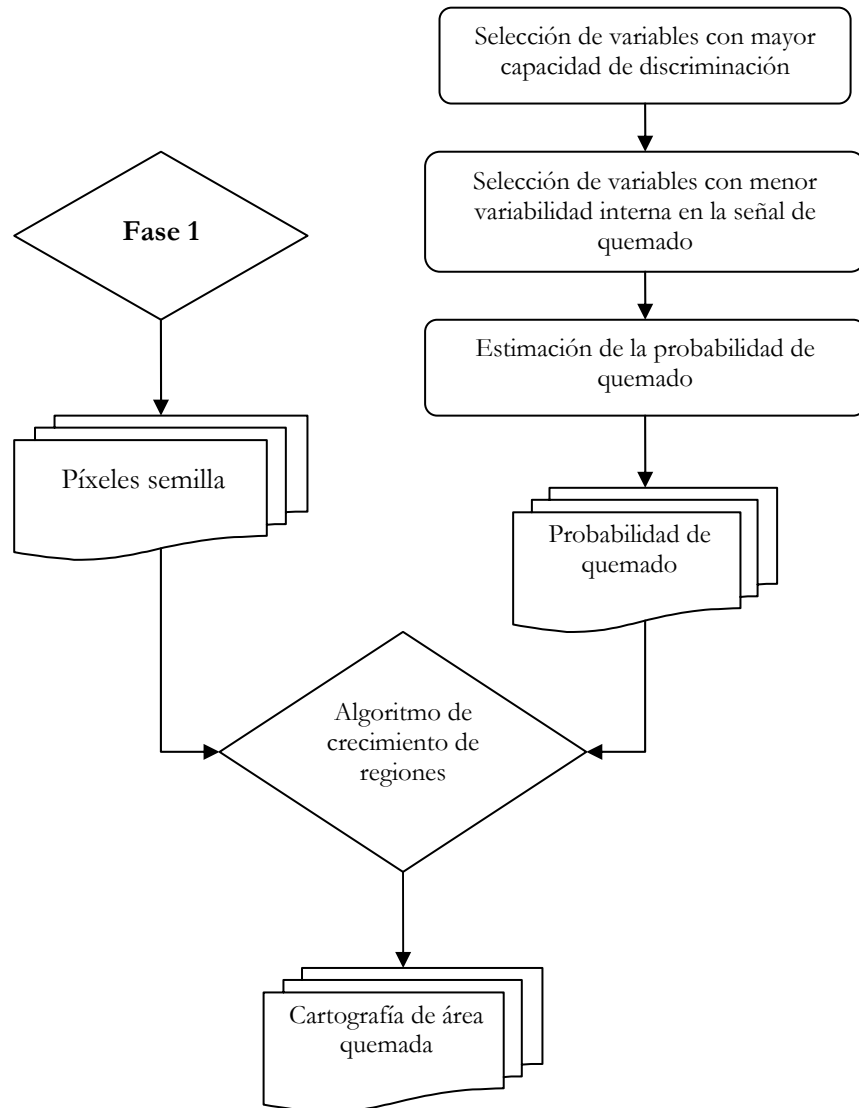 Selección de variables con mayor
capacidad de discriminación
Fase 1
Selección de variables con menor
variabilidad interna en la señal de
quemado
Estimación de la probabilidad de
quemado
Píxeles semilla
Probabilidad de
quemado
Algoritmo de
crecimiento de
regiones
Cartografía de área
quemada